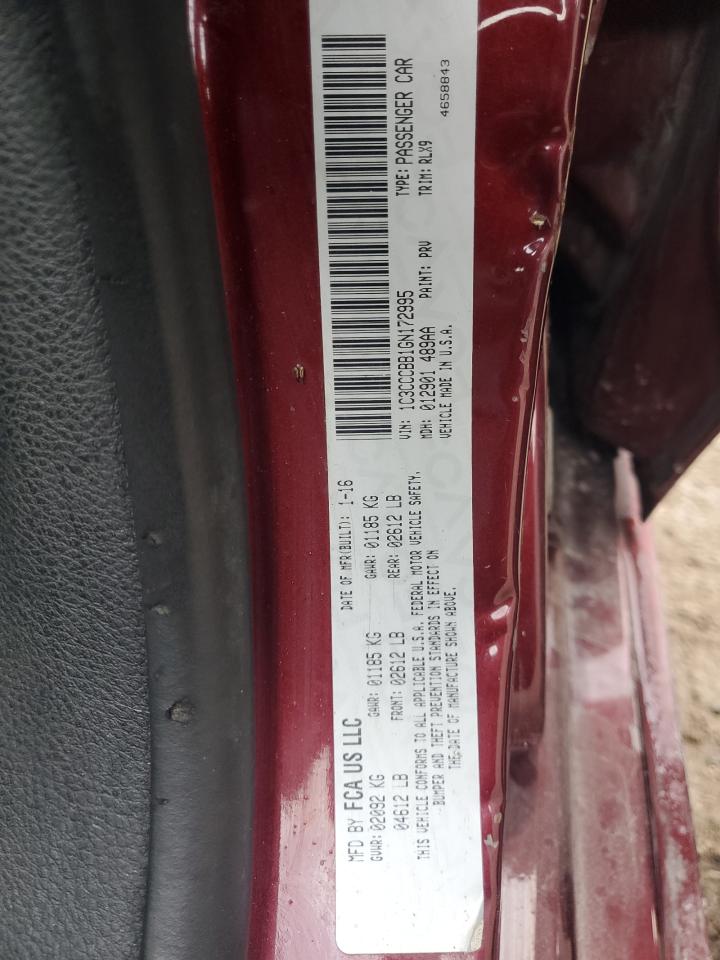 MFD BY FCA US LLC
DATE OF MFR(BUILT): 1-16
GVWR: 02092 KG
GAWR: 01185 KG
GAWR: 01185 KG
04612 LB
FRONT: 02612 LB
REAR: 02612 LB
THIS VEHICLE CONFORMS TO ALL APPLICABLE U.S.A. FEDERAL MOTOR VEHICLE SAFETY,
BUMPER AND THEFT PREVENTION STANDARDS IN EFFECT ON
THE DATE OF MANUFACTURE SHOWN ABOVE.
VIN: 1C3CCCBB1GN172995
TYPE: PASSENGER CAR
MDH: 012901 489AA
PAINT: PRV
TRIM: RLX9
VEHICLE MADE IN U.S.A.
4658843